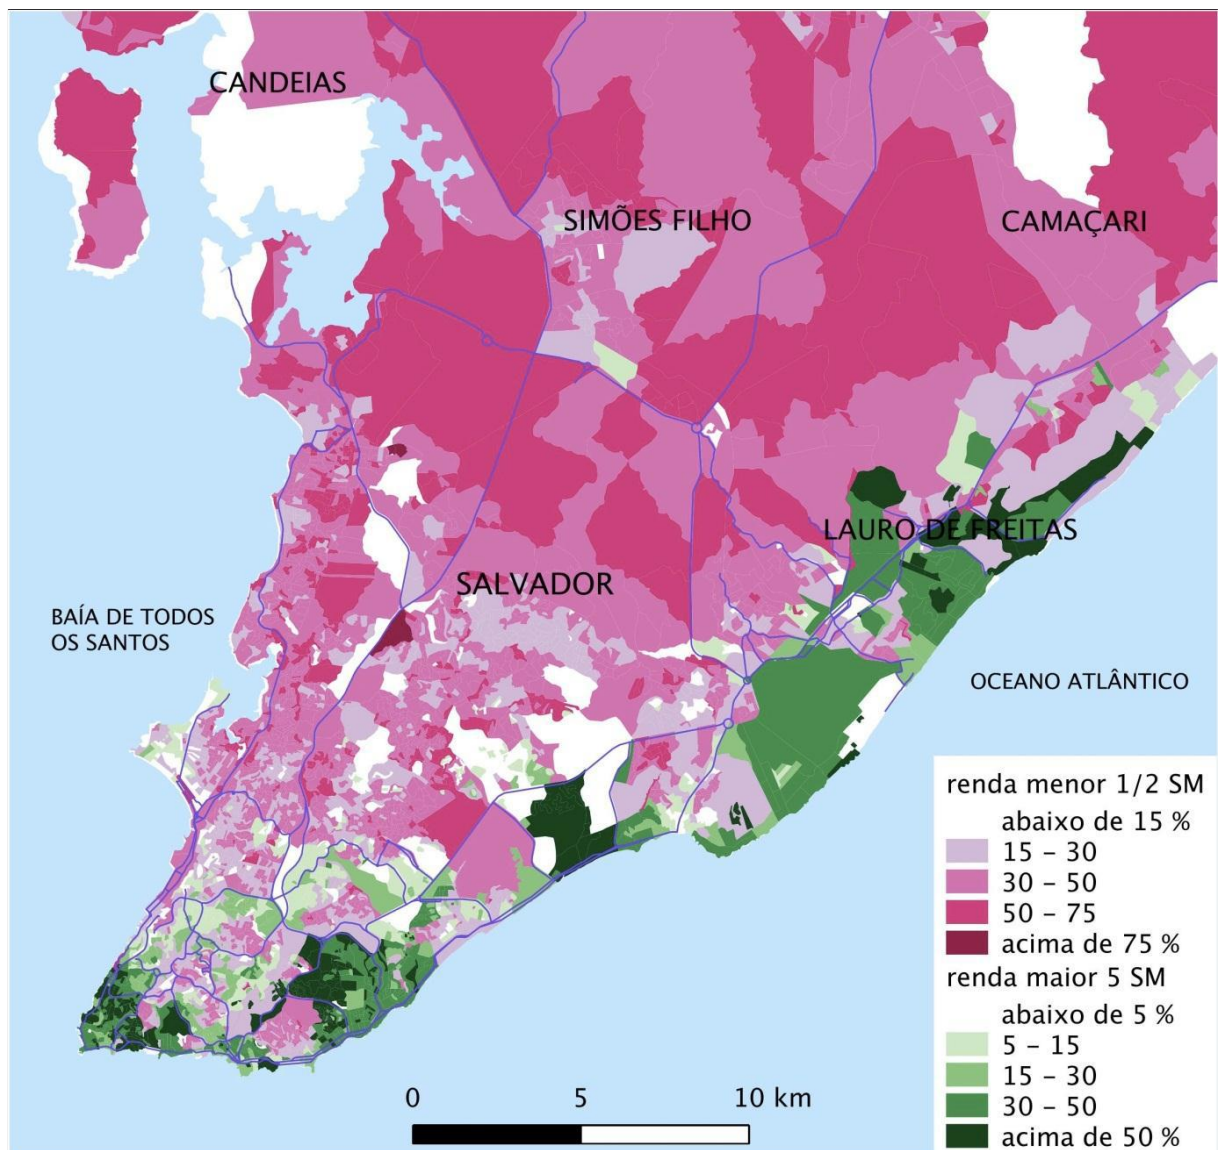 CANDEIAS
SIMÕES FILHO
CAMAÇARI
LAURO DE FREITAS
SALVADOR
BAÍA DE TODOS
OS SANTOS
OCEANO ATLÂNTICO
renda menor 1/2 SM
abaixo de 15 %
15 – 30
30 – 50
50 – 75
acima de 75 %
renda maior 5 SM
abaixo de 5 %
5 – 15
15 – 30
30 – 50
acima de 50 %
0 5 10 km